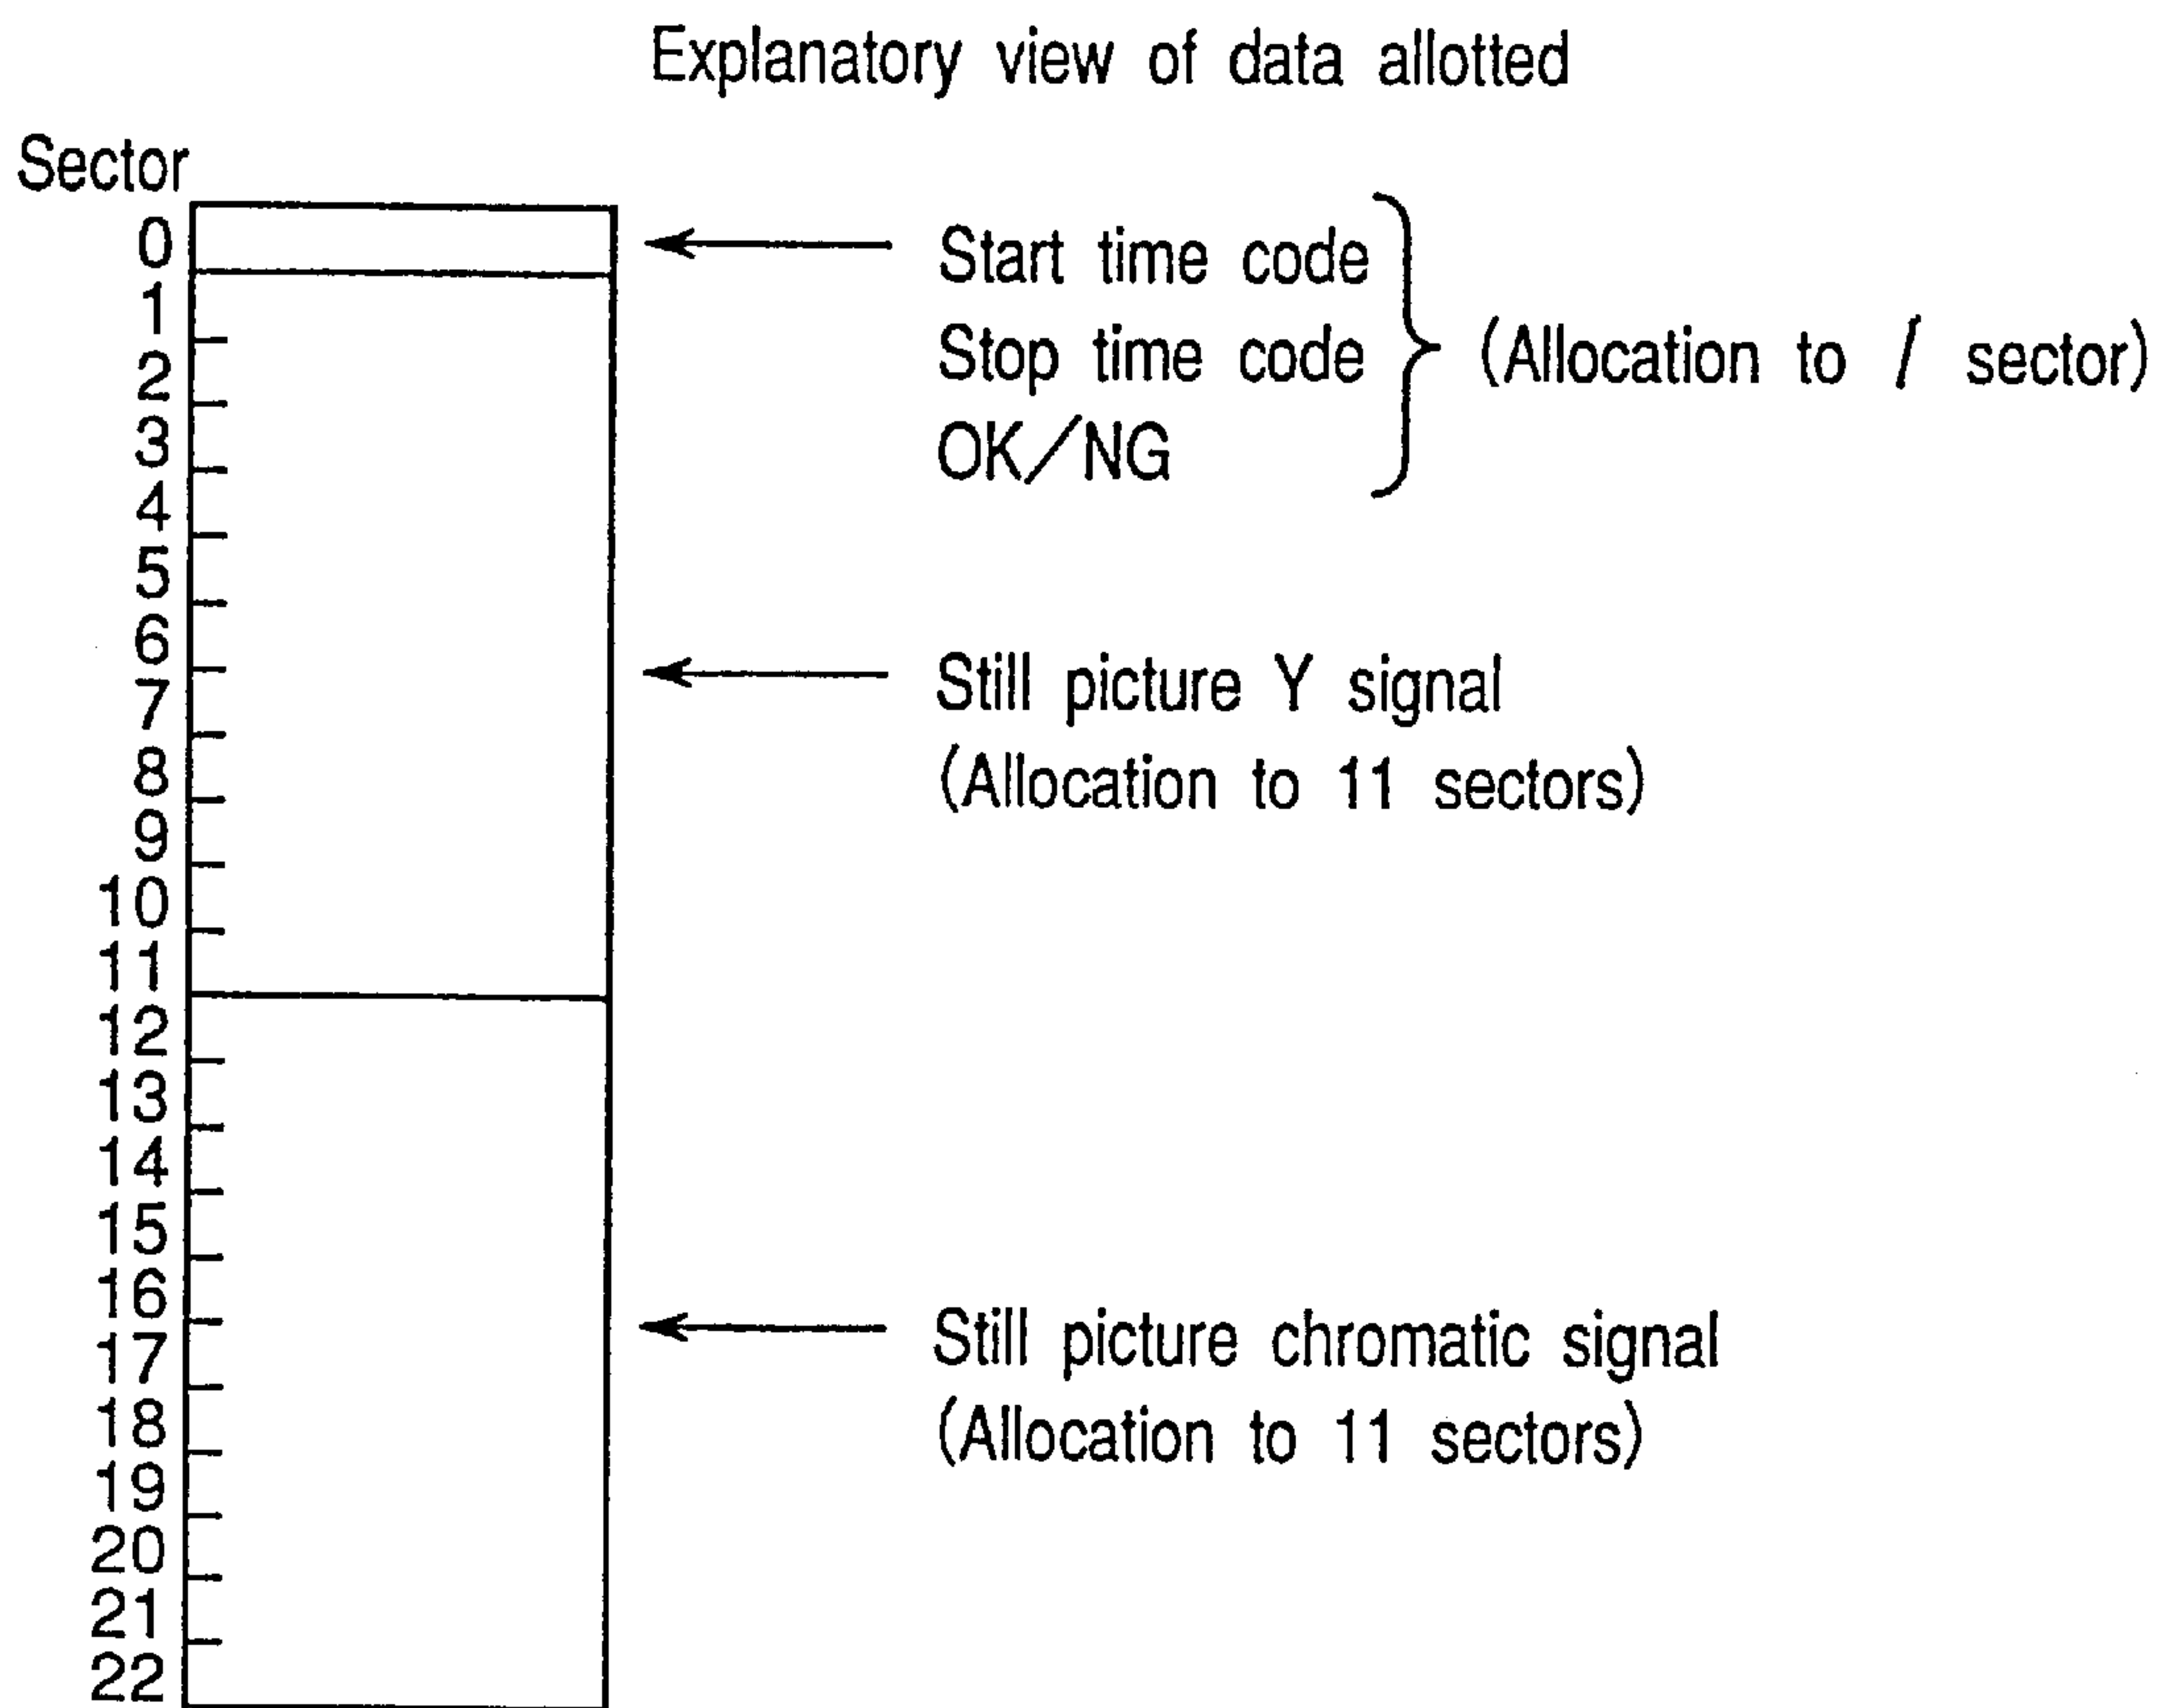 Explanatory view of data allotted
Sector
0
1
2
3
4
5
6
7
8
9
10
11
12
13
14
15
16
17
18
19
20
21
22
Start time code
Stop time code
OK/NG
(Allocation to / sector)
Still picture Y signal
(Allocation to 11 sectors)
Still picture chromatic signal
(Allocation to 11 sectors)